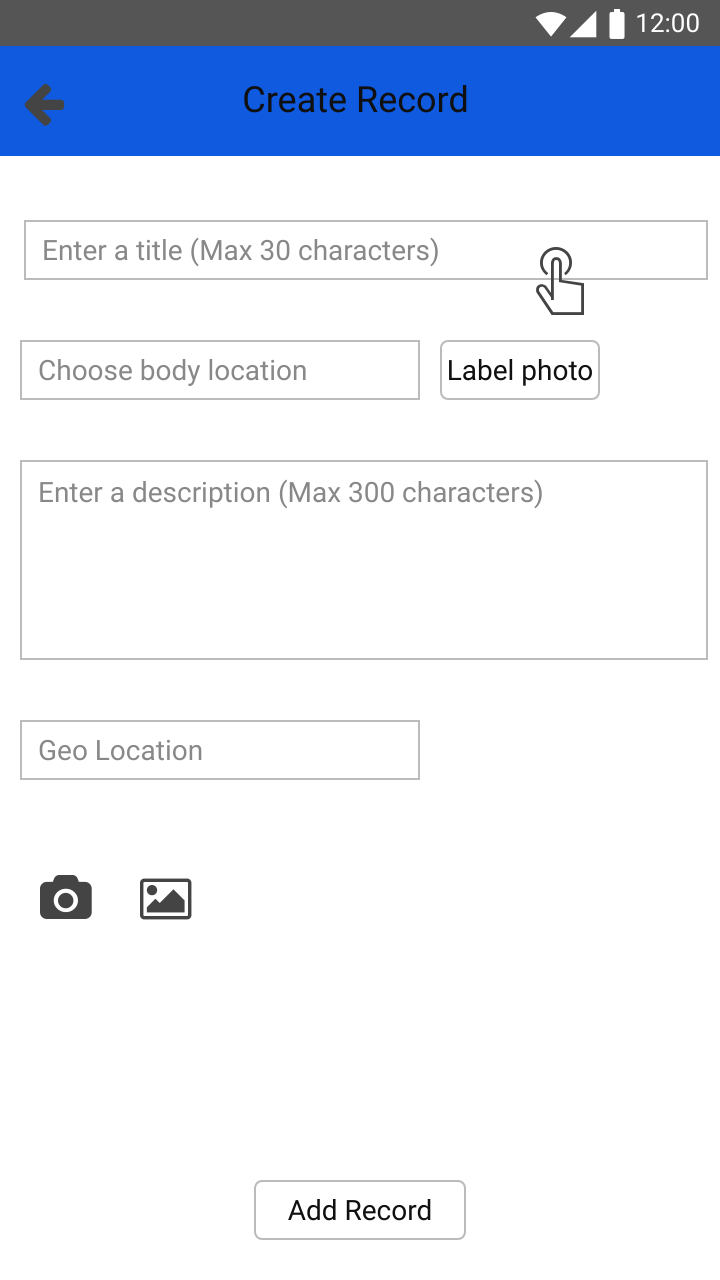 12:00
Create Record
Enter a title (Max 30 characters)
Choose body location
Label photo
Enter a description (Max 300 characters)
Geo Location
Add Record